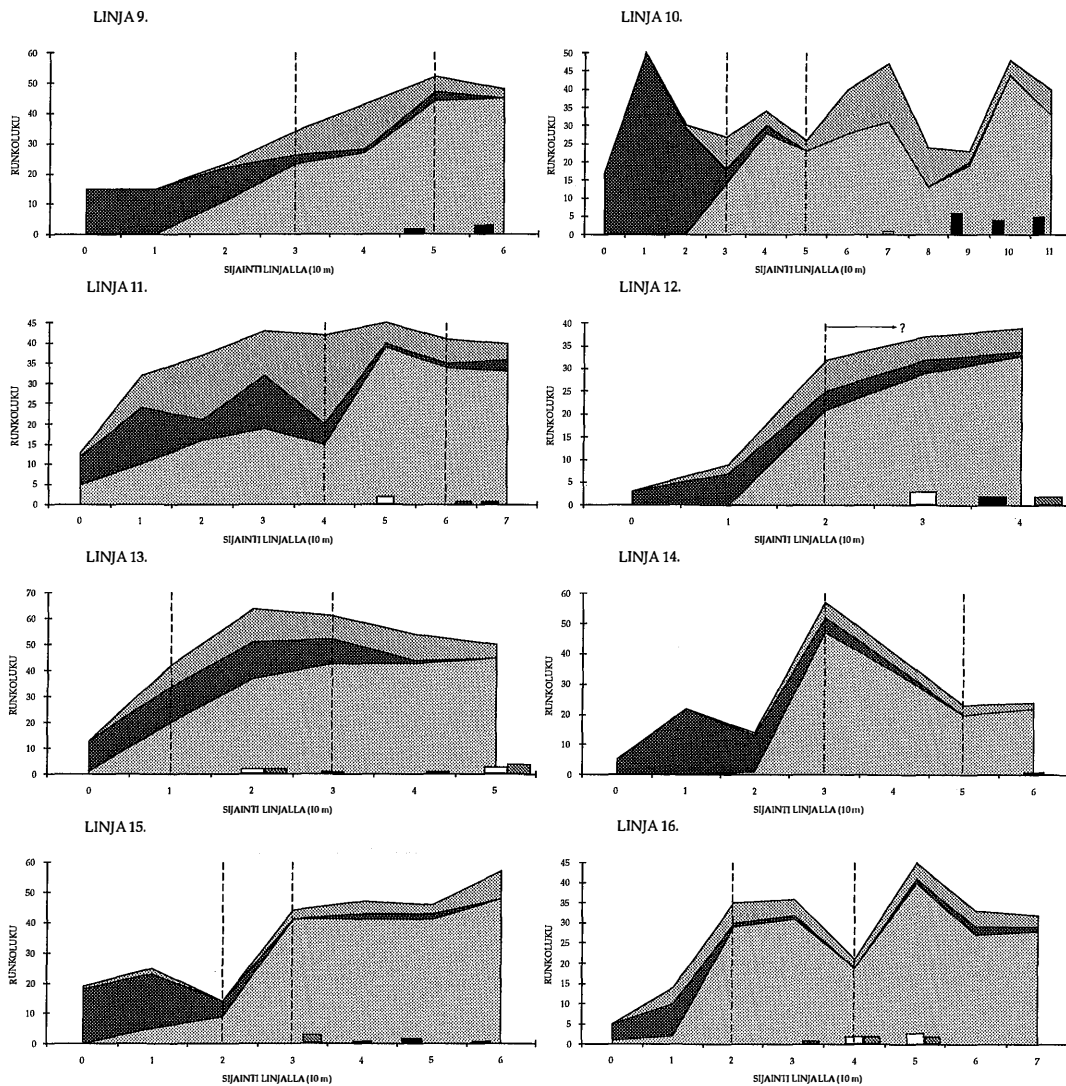 LINJA 9.
RUNKOLUKU
60
50
40
30
20
10
0
0 1 2 3 4 5 6
SIJAINTI LINJALLA (10 m)
LINJA 10.
RUNKOLUKU
50
45
40
35
30
25
20
15
10
5
0
0 1 2 3 4 5 6 7 8 9 10 11
SIJAINTI LINJALLA (10 m)
LINJA 11.
RUNKOLUKU
45
40
35
30
25
20
15
10
5
0
0 1 2 3 4 5 6 7
SIJAINTI LINJALLA (10 m)
LINJA 12.
?
RUNKOLUKU
40
35
30
25
20
15
10
5
0
0 1 2 3 4
SIJAINTI LINJALLA (10 m)
LINJA 13.
RUNKOLUKU
70
60
50
40
30
20
10
0
0 1 2 3 4 5
SIJAINTI LINJALLA (10 m)
LINJA 14.
RUNKOLUKU
60
50
40
30
20
10
0
0 1 2 3 4 5 6
SIJAINTI LINJALLA (10 m)
LINJA 15.
RUNKOLUKU
60
50
40
30
20
10
0
0 1 2 3 4 5 6
SIJAINTI LINJALLA (10 m)
LINJA 16.
RUNKOLUKU
45
40
35
30
25
20
15
10
5
0
0 1 2 3 4 5 6 7
SIJAINTI LINJALLA (10 m)